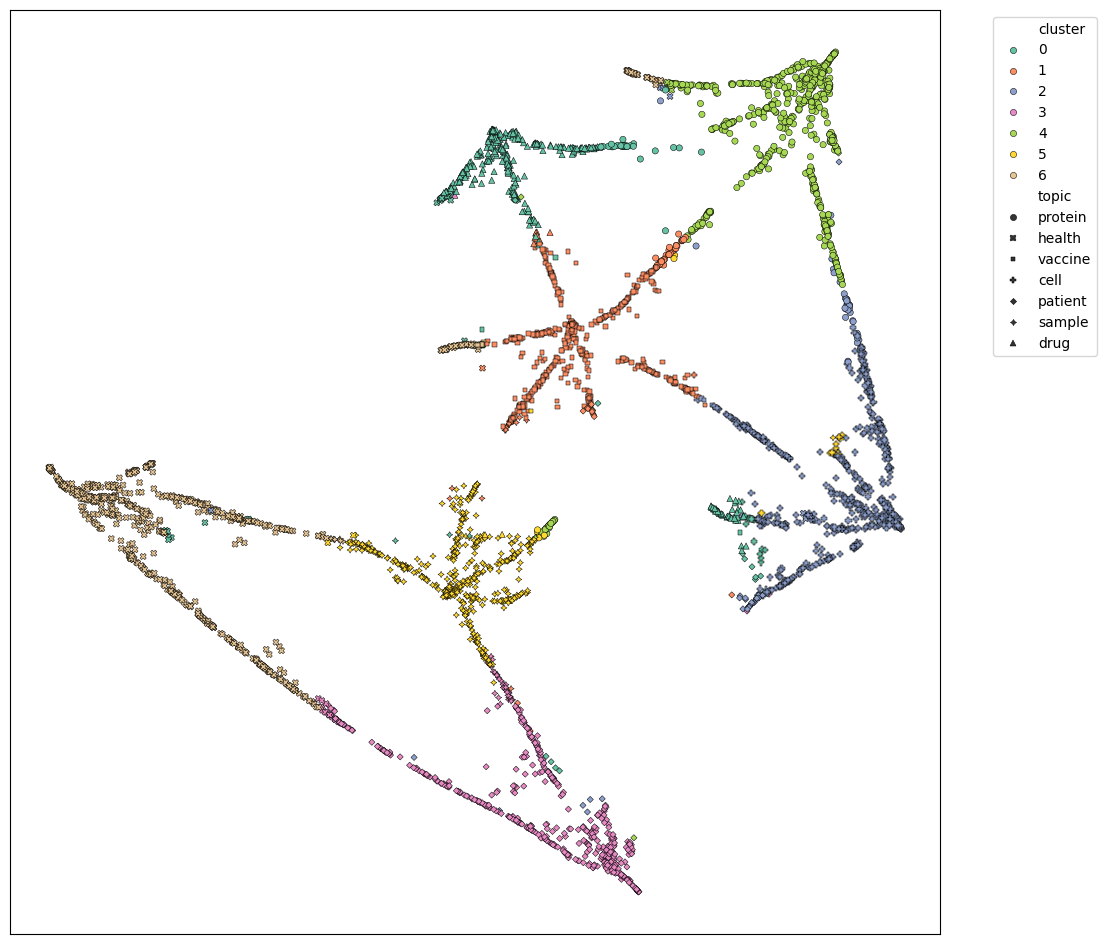 cluster
0
1
2
3
4
5
6
topic
protein
health
vaccine
cell
patient
sample
drug